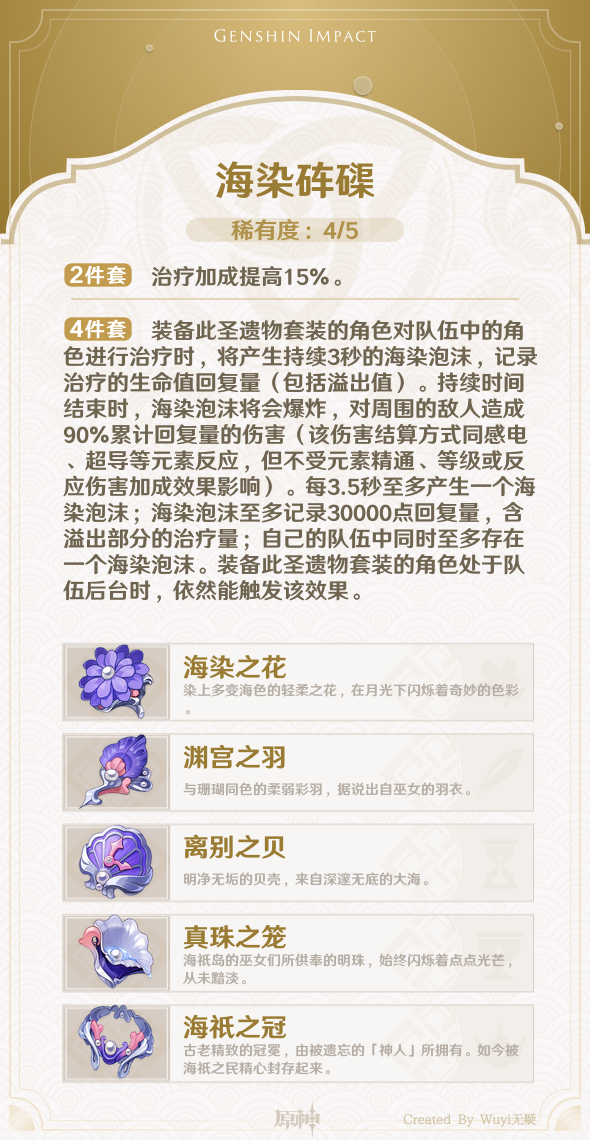 GENSHIN IMPACT
海染砗磲
稀有度：4/5
2件套 治疗加成提高15%。
4件套 装备此圣遗物套装的角色对队伍中的角
色进行治疗时，将产生持续3秒的海染泡沫，记录
治疗的生命值回复量（包括溢出值）。持续时间
结束时，海染泡沫将会爆炸，对周围的敌人造成
90%累计回复量的伤害（该伤害结算方式同感电
、超导等元素反应，但不受元素精通、等级或反
应伤害加成效果影响）。每3.5秒至多产生一个海
染泡沫；海染泡沫至多记录30000点回复量，含
溢出部分的治疗量；自己的队伍中同时至多存在
一个海染泡沫。装备此圣遗物套装的角色处于队
伍后台时，依然能触发该效果。
海染之花
染上多变海色的轻柔之花，在月光下闪烁着奇妙的色彩
。
渊宫之羽
与珊瑚同色的柔弱彩羽，据说出自巫女的羽衣。
离别之贝
明净无垢的贝壳，来自深邃无底的大海。
真珠之笼
海祇岛的巫女们所供奉的明珠，始终闪烁着点点光芒，
从未黯淡。
海祇之冠
古老精致的冠冕，由被遗忘的「神人」所拥有。如今被
海祇之民精心封存起来。
原神
Created By Wuyi无疑